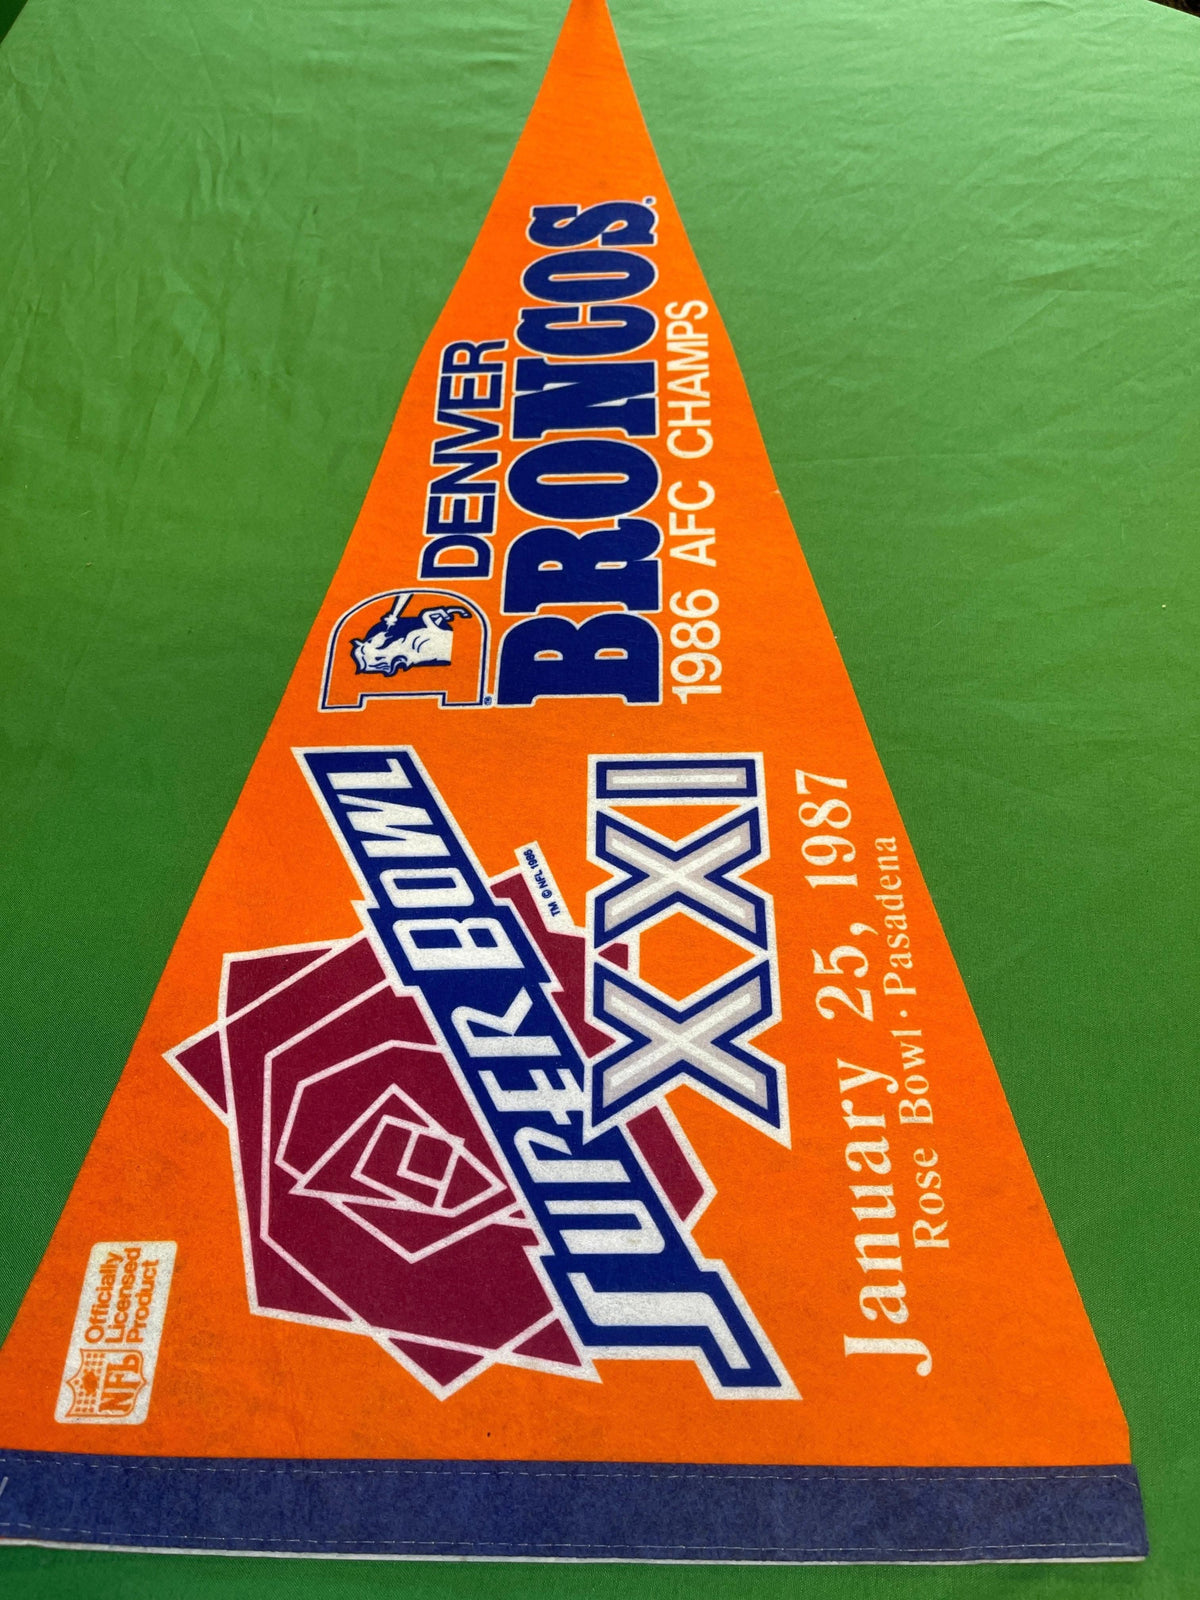 DENVER
BRONCOS
1986 AFC CHAMPS
SUPER BOWL
TM © NFL
XXI
January 25, 1987
Rose Bowl · Pasadena
NFL
Officially
Licensed
Product